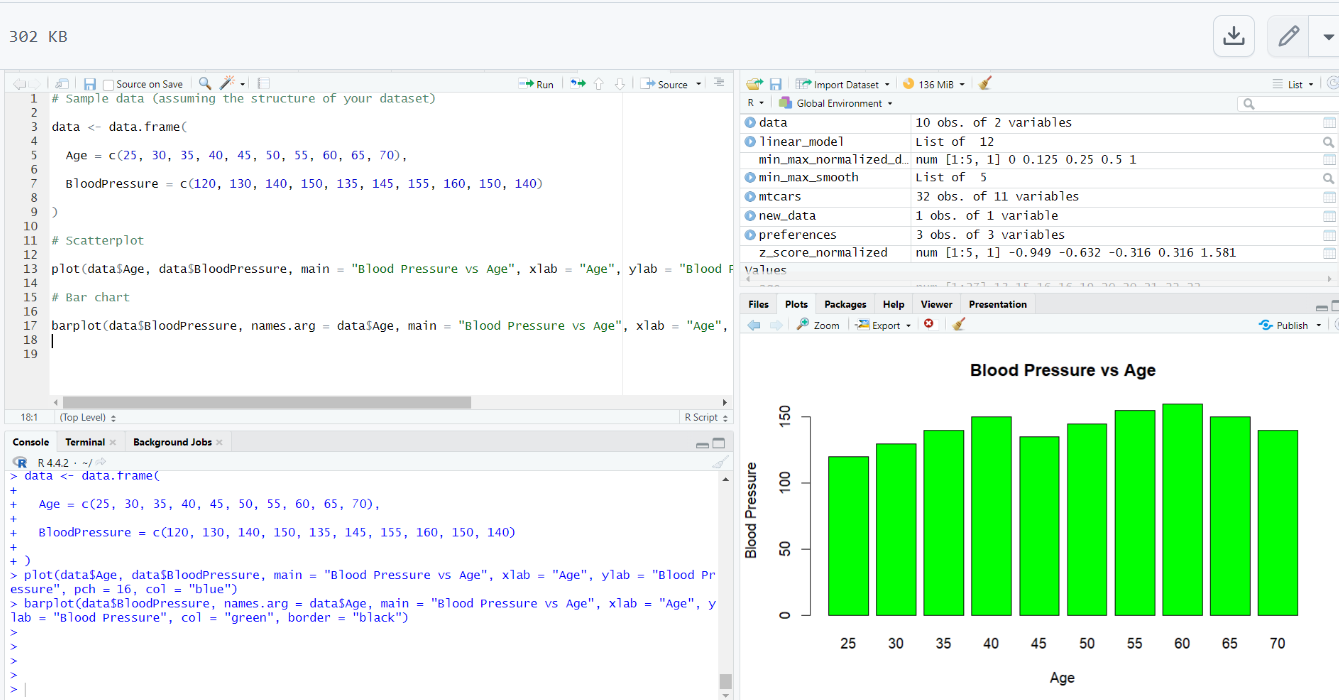 302 KB
Source on Save
Run
Source
1 # Sample data (assuming the structure of your dataset)
2
3 data <- data.frame(
4
5 Age = c(25, 30, 35, 40, 45, 50, 55, 60, 65, 70),
6
7 BloodPressure = c(120, 130, 140, 150, 135, 145, 155, 160, 150, 140)
8
9 )
10
11 # Scatterplot
12
13 plot(data$Age, data$BloodPressure, main = "Blood Pressure vs Age", xlab = "Age", ylab = "Blood P
14
15 # Bar chart
16
17 barplot(data$BloodPressure, names.arg = data$Age, main = "Blood Pressure vs Age", xlab = "Age",
18
19
18:1 (Top Level) R Script
Console Terminal Background Jobs
R 4.4.2 · ~/
> data <- data.frame(
+
+ Age = c(25, 30, 35, 40, 45, 50, 55, 60, 65, 70),
+
+ BloodPressure = c(120, 130, 140, 150, 135, 145, 155, 160, 150, 140)
+
+ )
> plot(data$Age, data$BloodPressure, main = "Blood Pressure vs Age", xlab = "Age", ylab = "Blood Pr
essure", pch = 16, col = "blue")
> barplot(data$BloodPressure, names.arg = data$Age, main = "Blood Pressure vs Age", xlab = "Age", y
lab = "Blood Pressure", col = "green", border = "black")
>
>
>
>
>
Import Dataset 136 MiB List
R Global Environment
data 10 obs. of 2 variables
linear_model List of 12
min_max_normalized_d… num [1:5, 1] 0 0.125 0.25 0.5 1
min_max_smooth List of 5
mtcars 32 obs. of 11 variables
new_data 1 obs. of 1 variable
preferences 3 obs. of 3 variables
z_score_normalized num [1:5, 1] -0.949 -0.632 -0.316 0.316 1.581
Values
Files Plots Packages Help Viewer Presentation
Zoom Export Publish
Blood Pressure vs Age
Blood Pressure
150
100
50
0
25 30 35 40 45 50 55 60 65 70
Age